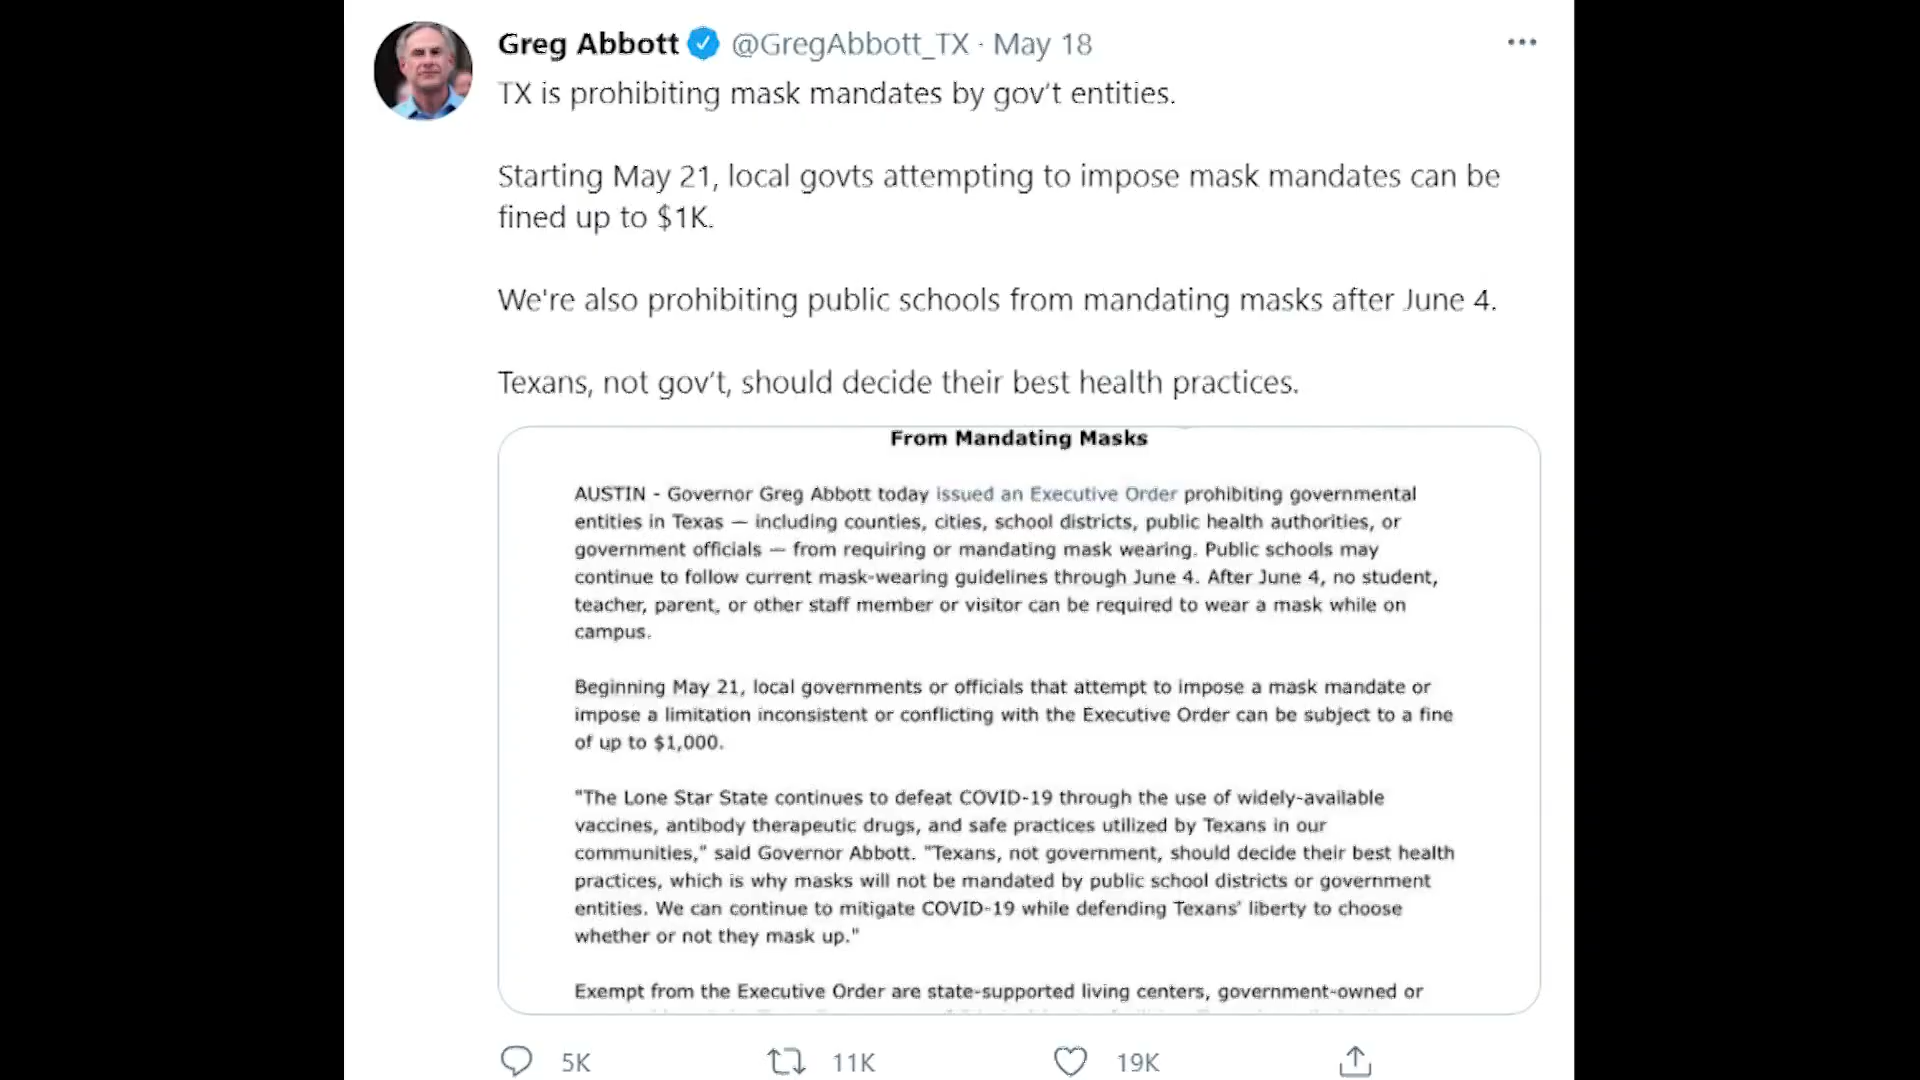 Greg Abbott @GregAbbott_TX · May 18
TX is prohibiting mask mandates by gov't entities.
Starting May 21, local govts attempting to impose mask mandates can be
fined up to $1K.
We're also prohibiting public schools from mandating masks after June 4.
Texans, not gov't, should decide their best health practices.
From Mandating Masks
AUSTIN - Governor Greg Abbott today issued an Executive Order prohibiting governmental
entities in Texas — including counties, cities, school districts, public health authorities, or
government officials — from requiring or mandating mask wearing. Public schools may
continue to follow current mask-wearing guidelines through June 4. After June 4, no student,
teacher, parent, or other staff member or visitor can be required to wear a mask while on
campus.
Beginning May 21, local governments or officials that attempt to impose a mask mandate or
impose a limitation inconsistent or conflicting with the Executive Order can be subject to a fine
of up to $1,000.
"The Lone Star State continues to defeat COVID-19 through the use of widely-available
vaccines, antibody therapeutic drugs, and safe practices utilized by Texans in our
communities," said Governor Abbott. "Texans, not government, should decide their best health
practices, which is why masks will not be mandated by public school districts or government
entities. We can continue to mitigate COVID-19 while defending Texans' liberty to choose
whether or not they mask up."
Exempt from the Executive Order are state-supported living centers, government-owned or
5K 11K 19K